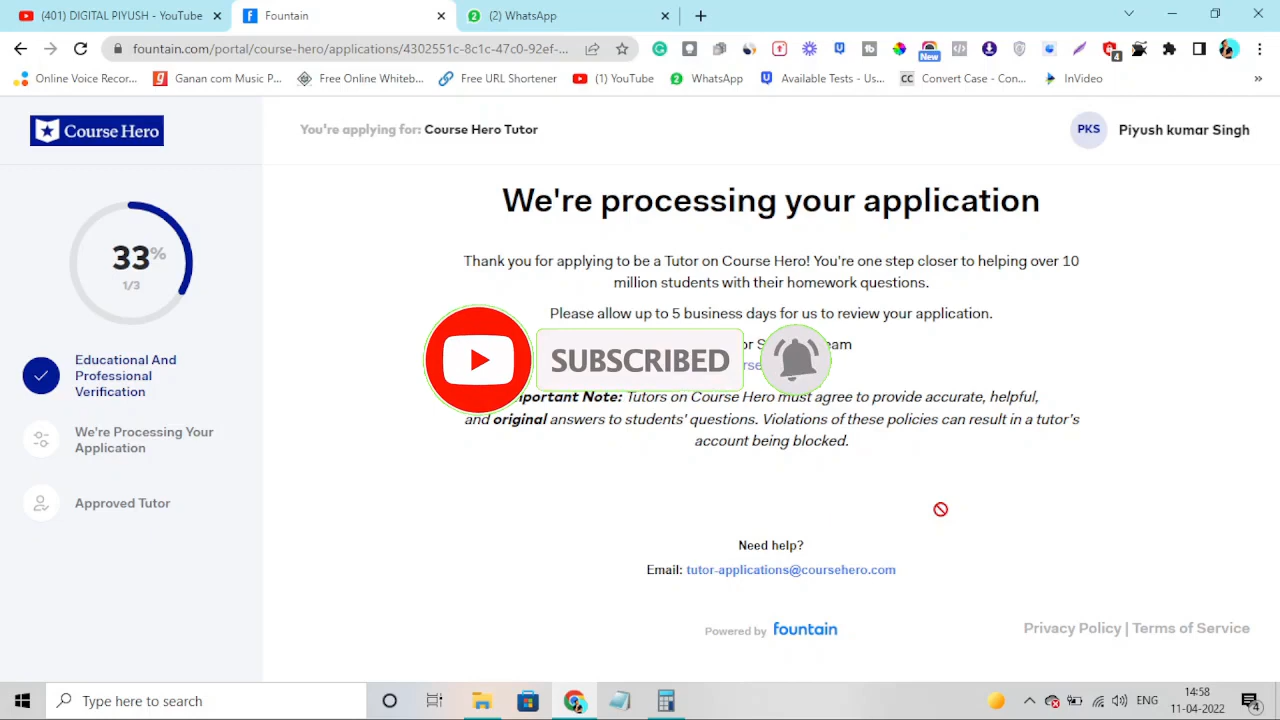 (401) DIGITAL PIYUSH - YouTube
Fountain
(2) WhatsApp
fountain.com/portal/course-hero/applications/4302551c-8c1c-47c0-92ef-...
New
4
Online Voice Recor...
Ganan com Music P...
Free Online Whiteb...
Free URL Shortener
(1) YouTube
WhatsApp
Available Tests - Us...
CC Convert Case - Con...
InVideo
»
Course Hero
You're applying for: Course Hero Tutor
PKS
Piyush kumar Singh
33%
1/3
Educational And
Professional
Verification
We're Processing Your
Application
Approved Tutor
We're processing your application
Thank you for applying to be a Tutor on Course Hero! You're one step closer to helping over 10
million students with their homework questions.
Please allow up to 5 business days for us to review your application.
SUBSCRIBED
Note: Tutors on Course Hero must agree to provide accurate, helpful,
and original answers to students' questions. Violations of these policies can result in a tutor's
account being blocked.
Need help?
Email: tutor-applications@coursehero.com
Powered by fountain
Privacy Policy | Terms of Service
Type here to search
ENG
14:58
11-04-2022
4